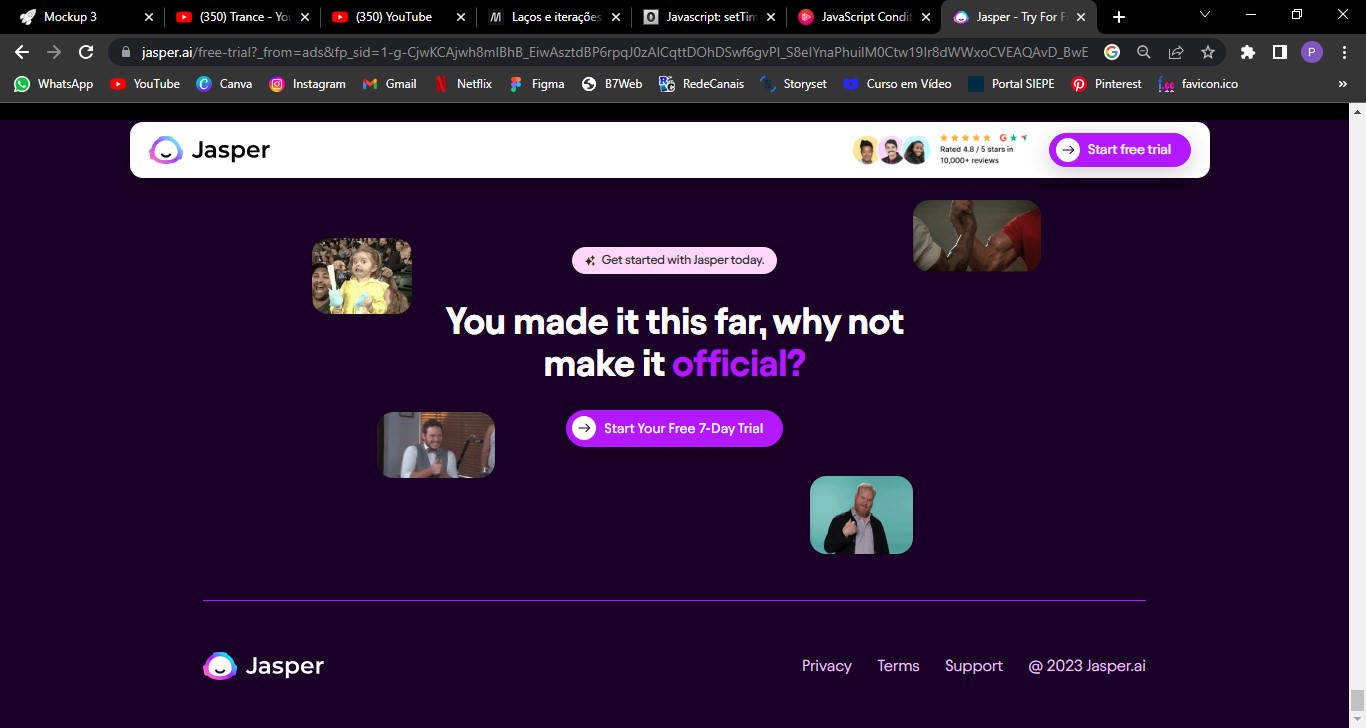 Mockup 3
(350) Trance - You
(350) YouTube
Laços e iterações
Javascript: setTim
JavaScript Condit
Jasper - Try For F
jasper.ai/free-trial?_from=ads&fp_sid=1-g-CjwKCAjwh8mlBhB_EiwAsztdBP6rpqJ0zAlCqttDOhDSwf6gvPI_S8elYnaPhuilM0Ctw19Ir8dWWxoCVEAQAvD_BwE
P
WhatsApp
YouTube
Canva
Instagram
Gmail
Netflix
Figma
B7Web
RedeCanais
Storyset
Curso em Vídeo
Portal SIEPE
Pinterest
favicon.ico
»
Jasper
Rated 4.8 / 5 stars in
10,000+ reviews
Start free trial
Get started with Jasper today.
You made it this far, why not
make it official?
Start Your Free 7-Day Trial
Jasper
Privacy
Terms
Support
@ 2023 Jasper.ai